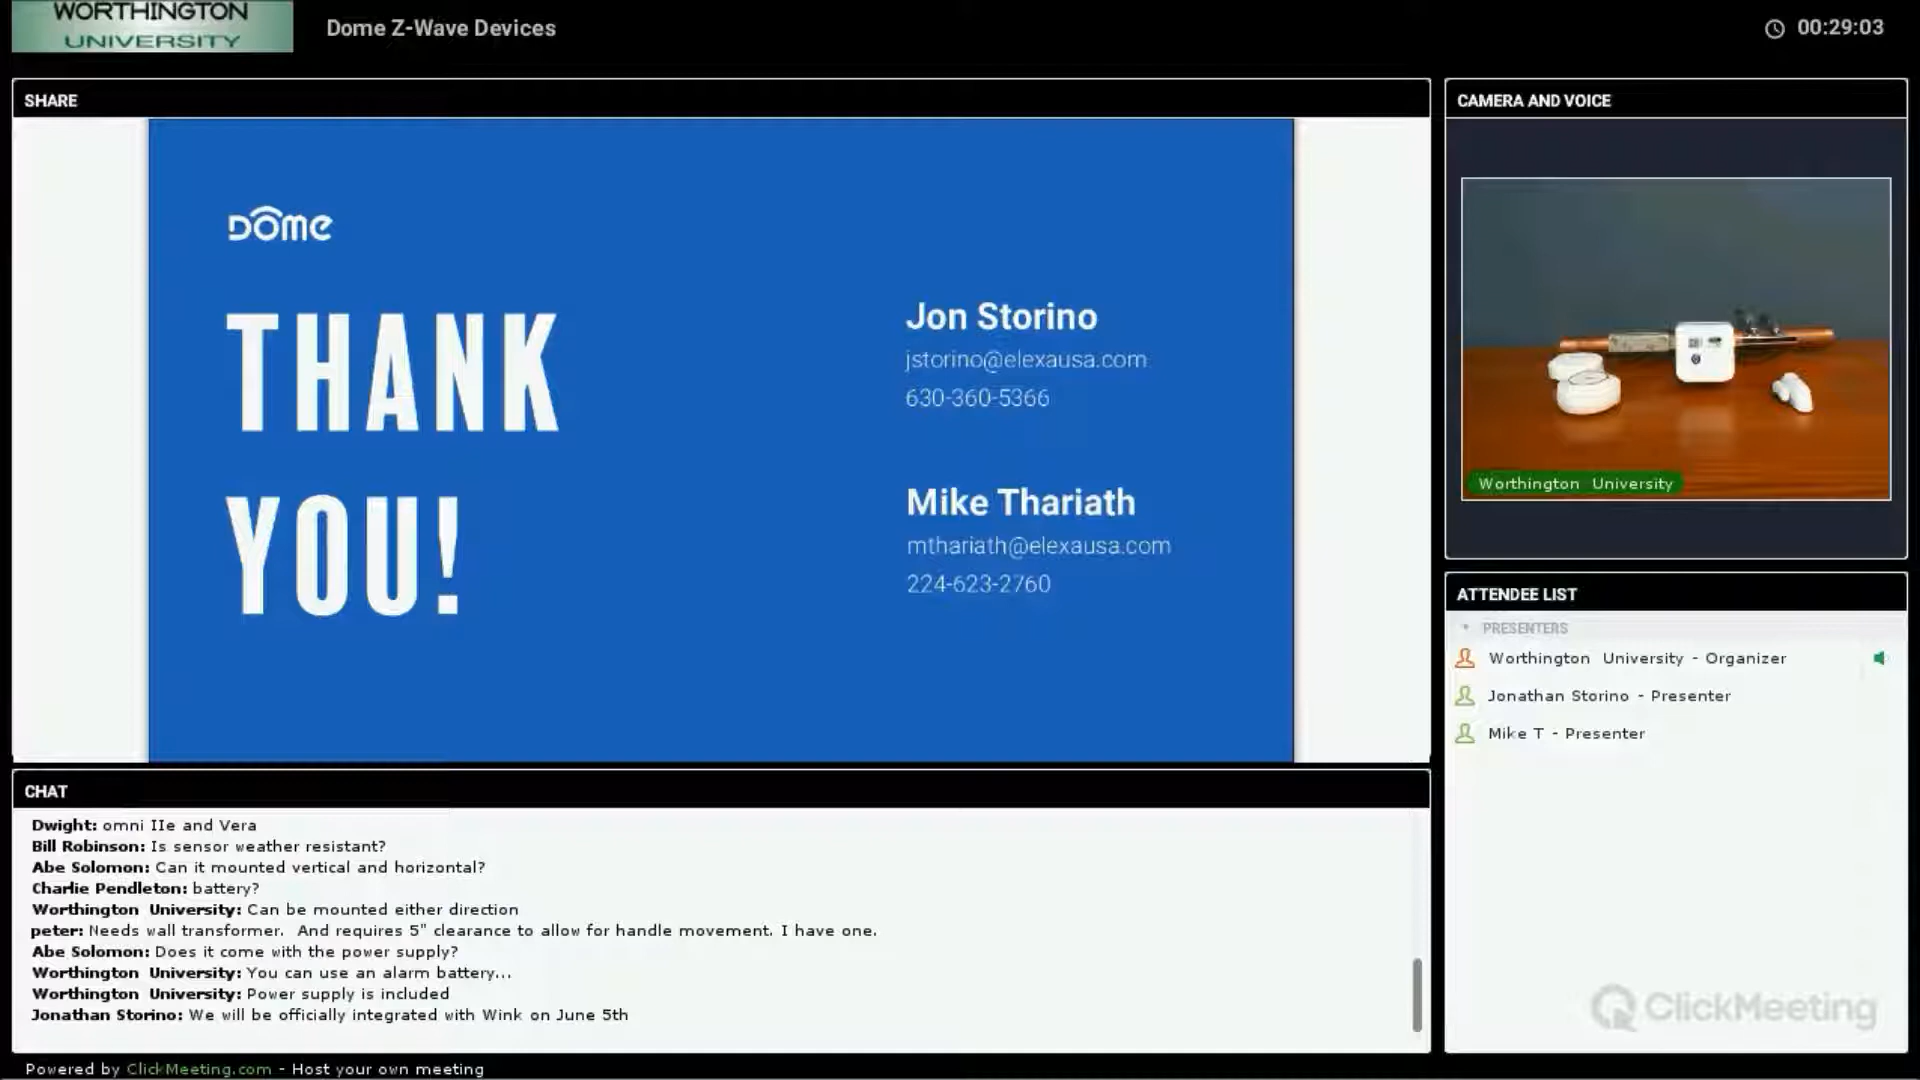 WORTHINGTON
UNIVERSITY
Dome Z-Wave Devices
00:29:03
SHARE
Dome
THANK
YOU!
Jon Storino
jstorino@elexausa.com
630-360-5366
Mike Thariath
mthariath@elexausa.com
224-623-2760
CAMERA AND VOICE
Worthington University
ATTENDEE LIST
PRESENTERS
Worthington University - Organizer
Jonathan Storino - Presenter
Mike T - Presenter
CHAT
Dwight: omni IIe and Vera
Bill Robinson: Is sensor weather resistant?
Abe Solomon: Can it mounted vertical and horizontal?
Charlie Pendleton: battery?
Worthington University: Can be mounted either direction
peter: Needs wall transformer. And requires 5" clearance to allow for handle movement. I have one.
Abe Solomon: Does it come with the power supply?
Worthington University: You can use an alarm battery...
Worthington University: Power supply is included
Jonathan Storino: We will be officially integrated with Wink on June 5th
ClickMeeting
Powered by ClickMeeting.com - Host your own meeting